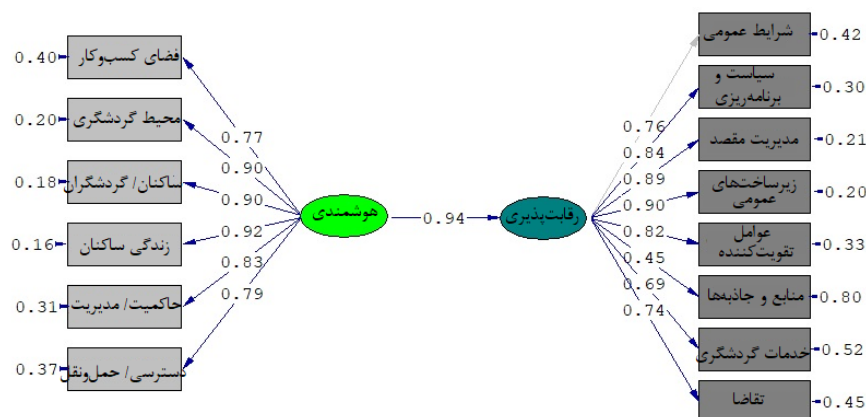 فضای کسب‌وکار
0.40
محیط گردشگری
0.20
ساکنان/ گردشگران
0.18
زندگی ساکنان
0.16
حاکمیت/ مدیریت
0.31
دسترسی/ حمل‌ونقل
0.37
0.77
0.90
0.90
0.92
0.83
0.79
هوشمندی
0.94
رقابت‌پذیری
0.76
0.84
0.89
0.90
0.82
0.45
0.69
0.74
شرایط عمومی
0.42
سیاست و
برنامه‌ریزی
0.30
مدیریت مقصد
0.21
زیرساخت‌های
عمومی
0.20
عوامل
تقویت‌کننده
0.33
منابع و جاذبه‌ها
0.80
خدمات گردشگری
0.52
تقاضا
0.45